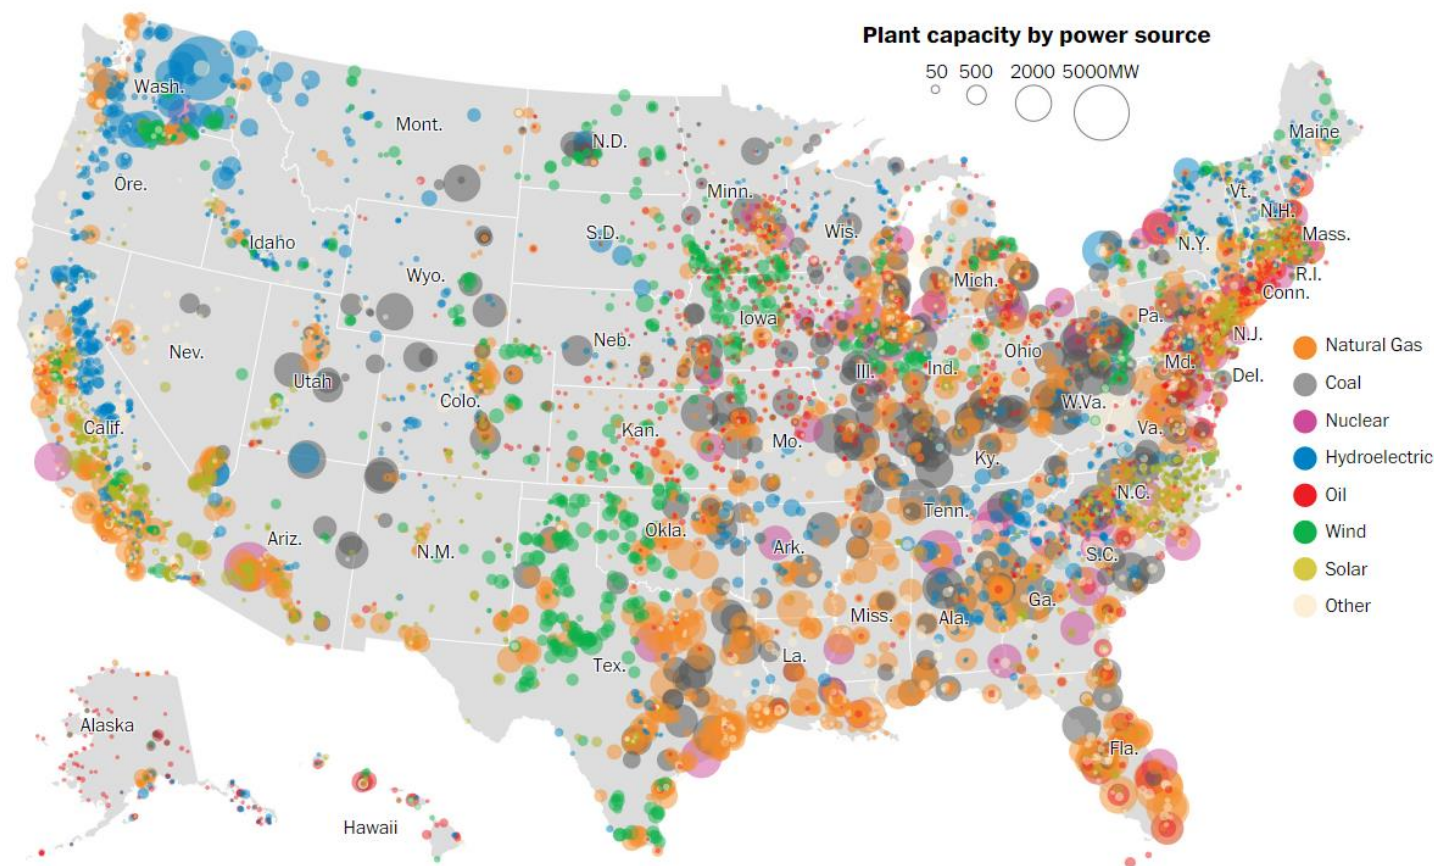 Plant capacity by power source
50 500 2000 5000MW
Wash.
Mont.
N.D.
Minn.
Maine
Ore.
Idaho
S.D.
Wis.
Vt.
N.H.
Mass.
N.Y.
R.I.
Conn.
Wyo.
Mich.
Iowa
Pa.
N.J.
Nev.
Neb.
Ohio
Md.
Del.
Utah
Colo.
Ill.
Ind.
W.Va.
Calif.
Kan.
Mo.
Ky.
Va.
Ariz.
N.M.
Okla.
Ark.
Tenn.
N.C.
S.C.
Miss.
Ala.
Ga.
Tex.
La.
Fla.
Alaska
Hawaii
Natural Gas
Coal
Nuclear
Hydroelectric
Oil
Wind
Solar
Other